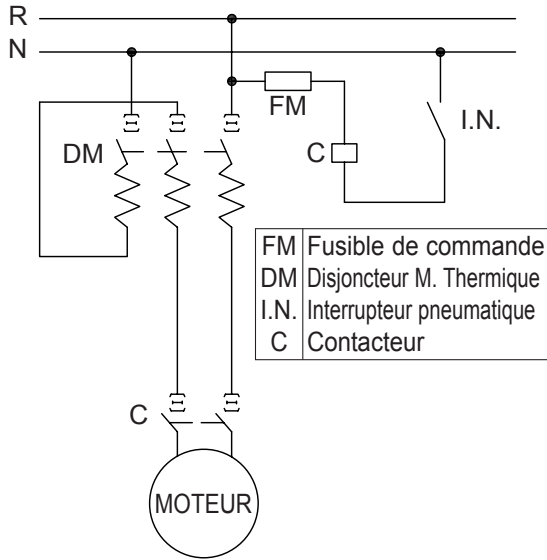 R
N
FM
I.N.
DM
C
FM Fusible de commande
DM Disjoncteur M. Thermique
I.N. Interrupteur pneumatique
C Contacteur
C
MOTEUR